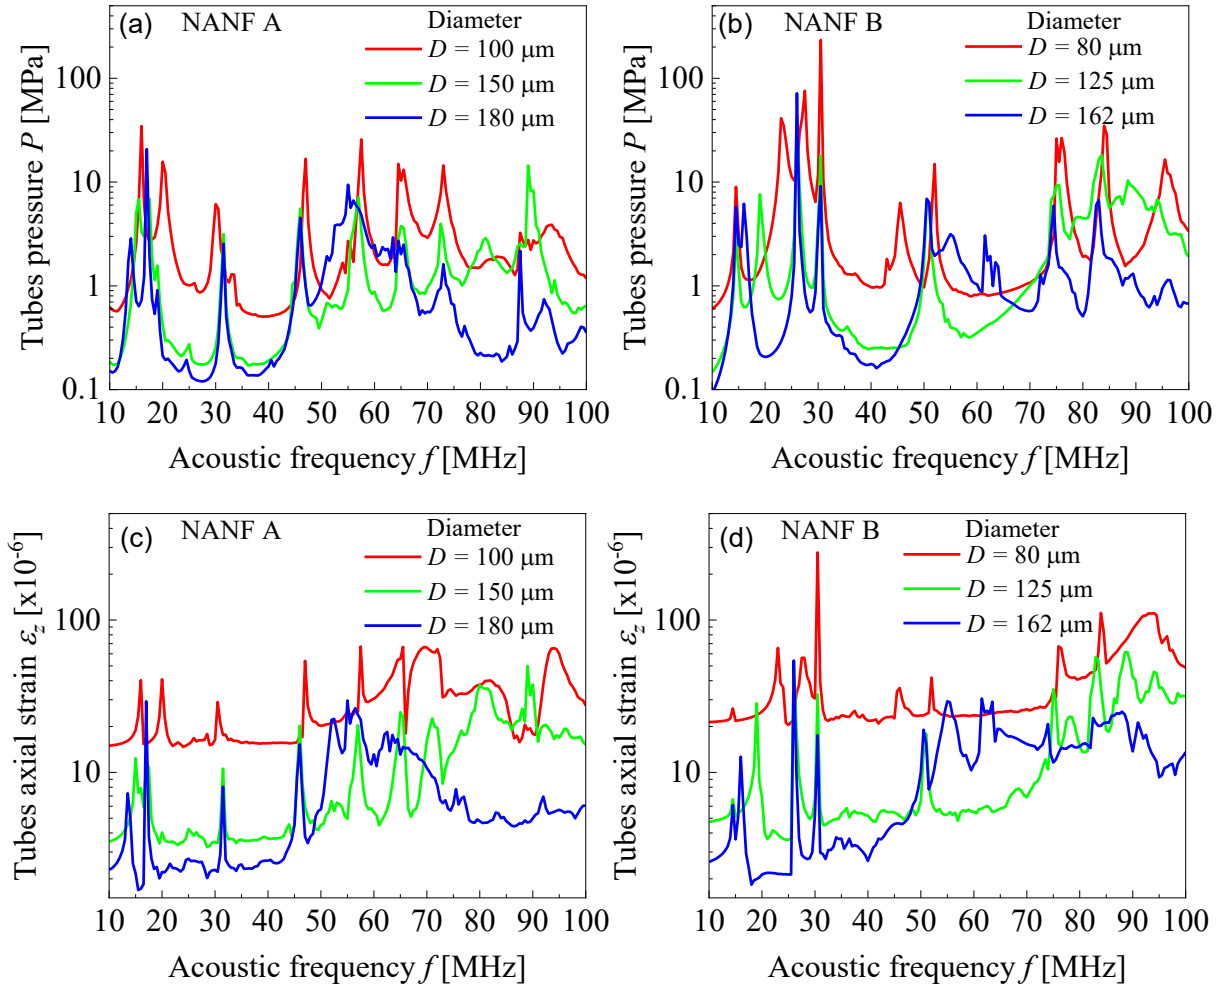 (a)
NANF A
Diameter
D = 100 μm
D = 150 μm
D = 180 μm
Tubes pressure P [MPa]
100
10
1
0.1
10 20 30 40 50 60 70 80 90 100
Acoustic frequency f [MHz]
(b)
NANF B
Diameter
D = 80 μm
D = 125 μm
D = 162 μm
Tubes pressure P [MPa]
100
10
1
0.1
10 20 30 40 50 60 70 80 90 100
Acoustic frequency f [MHz]
(c)
NANF A
Diameter
D = 100 μm
D = 150 μm
D = 180 μm
Tubes axial strain εz [x10-6]
100
10
10 20 30 40 50 60 70 80 90 100
Acoustic frequency f [MHz]
(d)
NANF B
Diameter
D = 80 μm
D = 125 μm
D = 162 μm
Tubes axial strain εz [x10-6]
100
10
10 20 30 40 50 60 70 80 90 100
Acoustic frequency f [MHz]